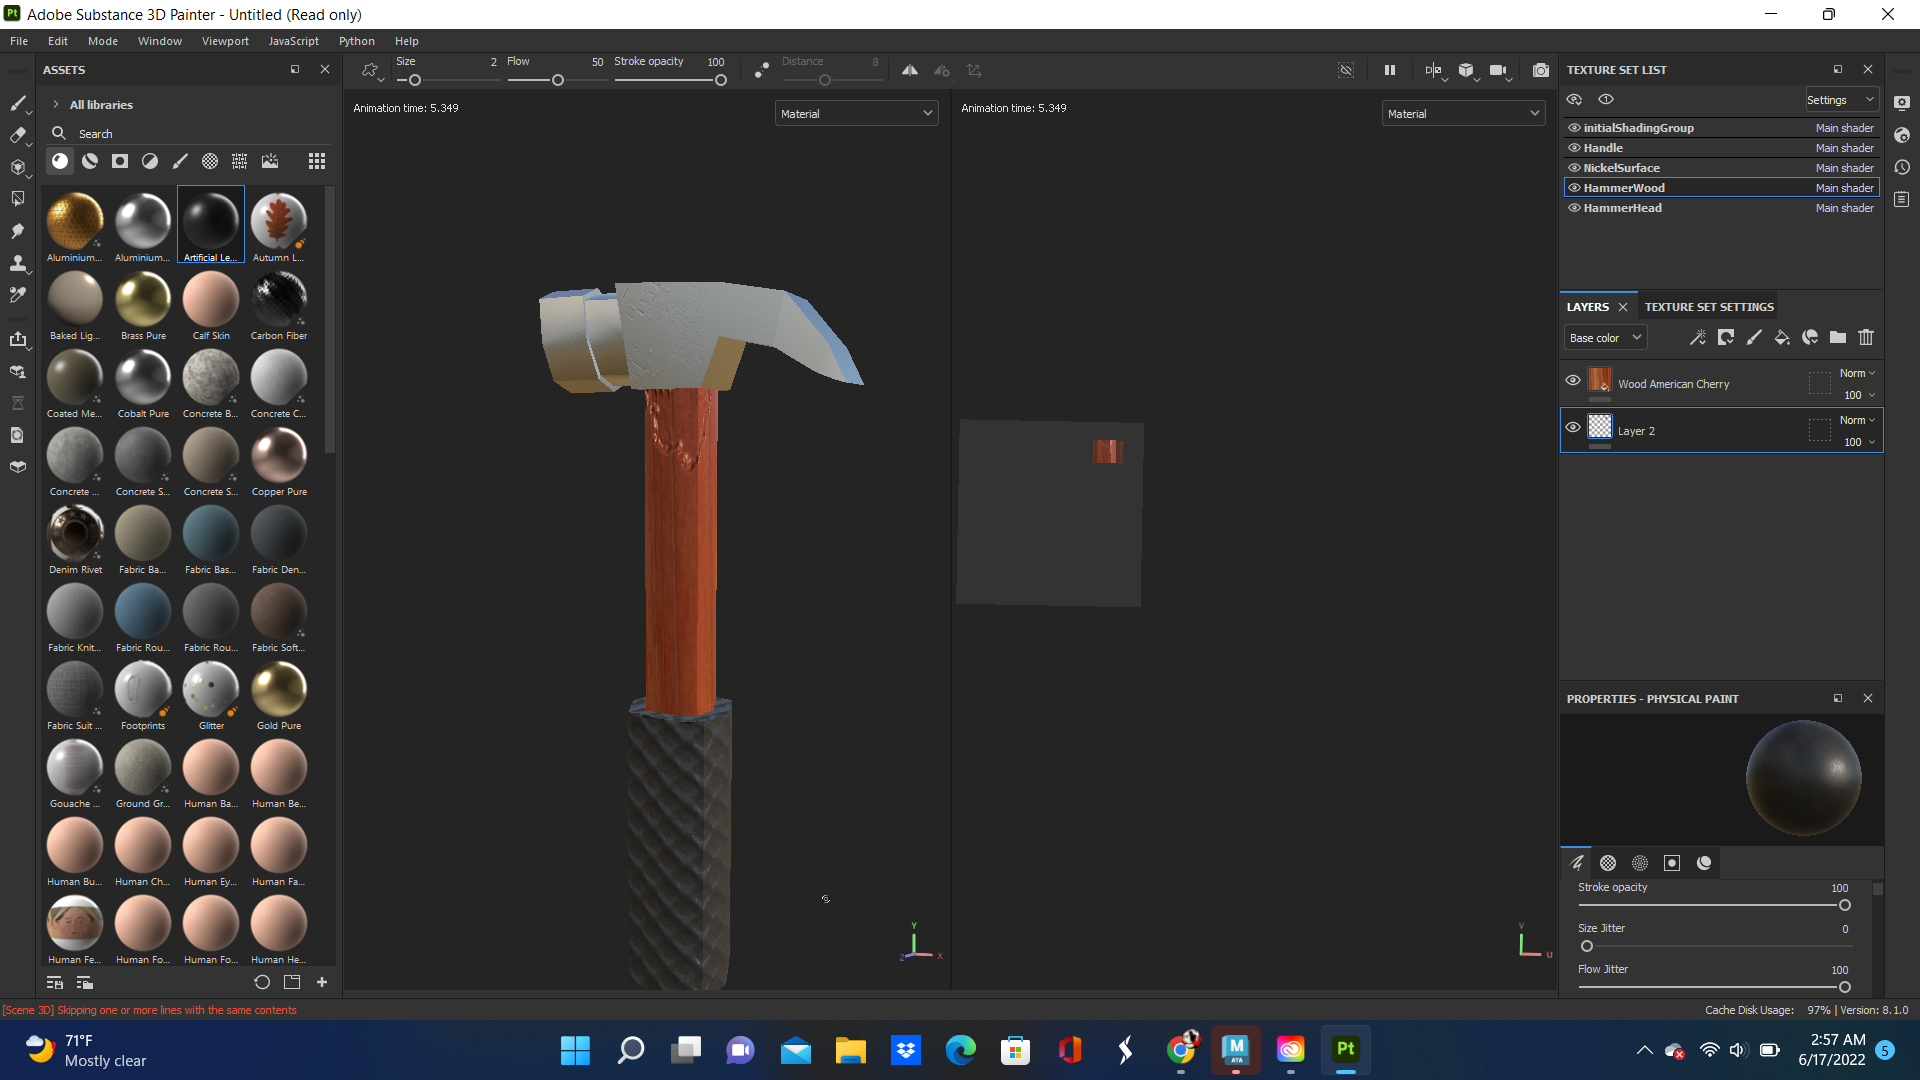 Pt Adobe Substance 3D Painter - Untitled (Read only)
File Edit Mode Window Viewport JavaScript Python Help
ASSETS
All libraries
Search
Aluminium... Aluminium... Artificial Le... Autumn L...
Baked Lig... Brass Pure Calf Skin Carbon Fiber
Coated Me... Cobalt Pure Concrete B... Concrete C...
Concrete ... Concrete S... Concrete S... Copper Pure
Denim Rivet Fabric Ba... Fabric Bas... Fabric Den...
Fabric Knit... Fabric Rou... Fabric Rou... Fabric Soft...
Fabric Suit ... Footprints Glitter Gold Pure
Gouache ... Ground Gr... Human Ba... Human Be...
Human Bu... Human Ch... Human Ey... Human Fa...
Human Fe... Human Fo... Human Fo... Human He...
Size 2 Flow 50 Stroke opacity 100 Distance 8
Animation time: 5.349
Material
Y
Z X
Animation time: 5.349
Material
V
U
TEXTURE SET LIST
Settings
initialShadingGroup Main shader
Handle Main shader
NickelSurface Main shader
HammerWood Main shader
HammerHead Main shader
LAYERS TEXTURE SET SETTINGS
Base color
Wood American Cherry Norm
100
Layer 2 Norm
100
PROPERTIES - PHYSICAL PAINT
Stroke opacity 100
Size Jitter 0
Flow Jitter 100
[Scene 3D] Skipping one or more lines with the same contents
Cache Disk Usage: 97% | Version: 8.1.0
71°F
Mostly clear
M
AYA
Pt
2:57 AM
6/17/2022
5